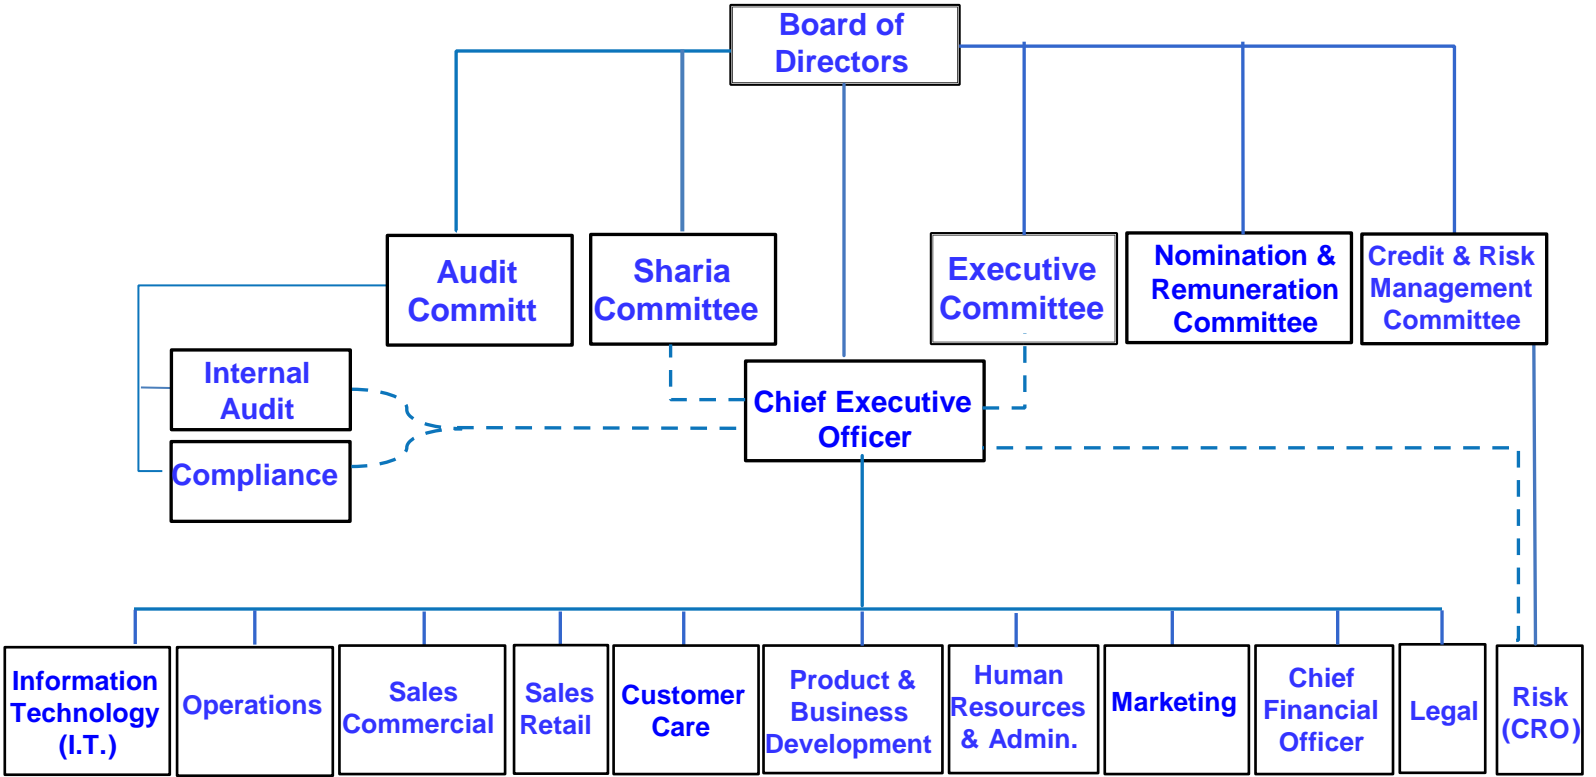 Board of
Directors
Audit
Committ
Sharia
Committee
Executive
Committee
Nomination &
Remuneration
Committee
Credit & Risk
Management
Committee
Internal
Audit
Compliance
Chief Executive
Officer
Information
Technology
(I.T.)
Operations
Sales
Commercial
Sales
Retail
Customer
Care
Product &
Business
Development
Human
Resources
& Admin.
Marketing
Chief
Financial
Officer
Legal
Risk
(CRO)